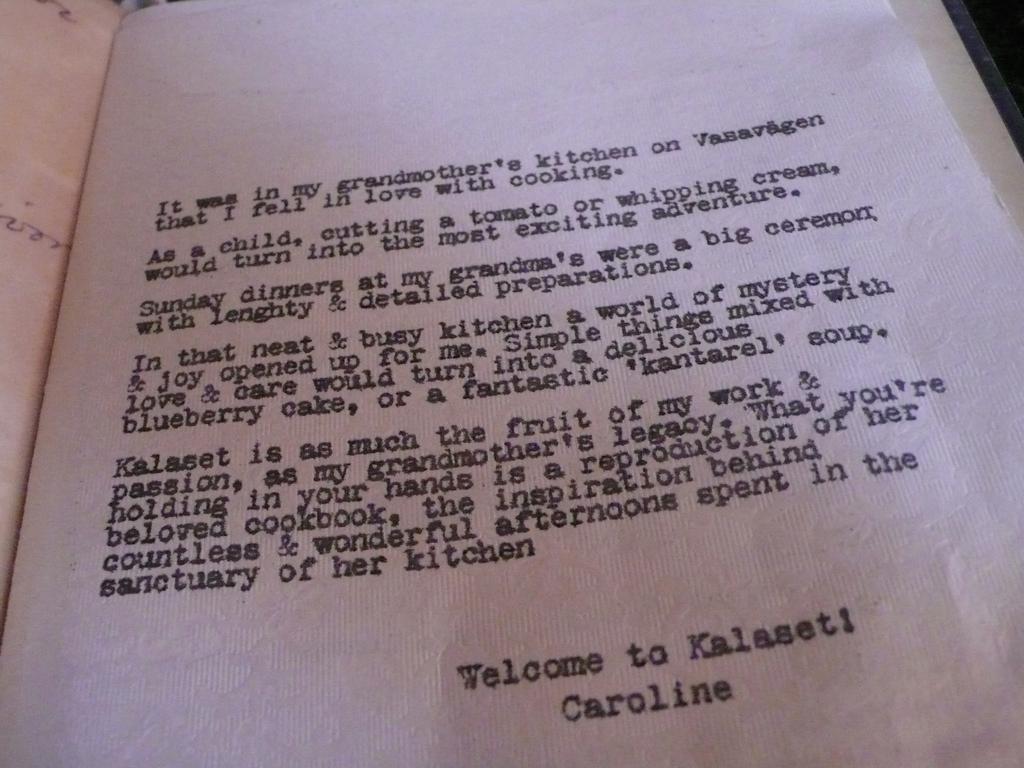 It was in my grandmother's kitchen on Vasavägen
that I fell in love with cooking.
As a child, cutting a tomato or whipping cream,
would turn into the most exciting adventure.
Sunday dinners at my grandma's were a big ceremony
with lenghty & detailed preparations.
In that neat & busy kitchen a world of mystery
& joy opened up for me. Simple things mixed with
love & care would turn into a delicious
blueberry cake, or a fantastic 'kantarel' soup.
Kalaset is as much the fruit of my work &
passion, as my grandmother's legacy. What you're
holding in your hands is a reproduction of her
beloved cookbook, the inspiration behind
countless & wonderful afternoons spent in the
sanctuary of her kitchen
Welcome to Kalaset!
Caroline